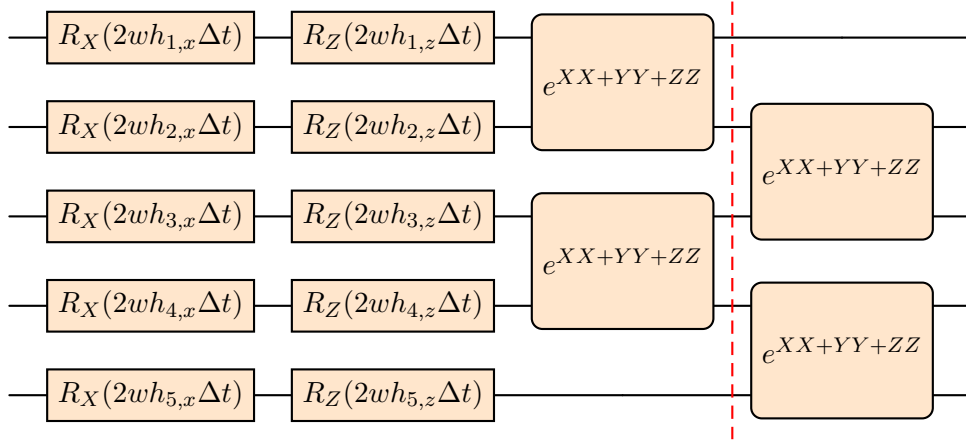 R_X(2wh_{1,x}Δt) R_Z(2wh_{1,z}Δt)
e^{XX+YY+ZZ}
R_X(2wh_{2,x}Δt) R_Z(2wh_{2,z}Δt)
e^{XX+YY+ZZ}
R_X(2wh_{3,x}Δt) R_Z(2wh_{3,z}Δt)
e^{XX+YY+ZZ}
R_X(2wh_{4,x}Δt) R_Z(2wh_{4,z}Δt)
e^{XX+YY+ZZ}
R_X(2wh_{5,x}Δt) R_Z(2wh_{5,z}Δt)